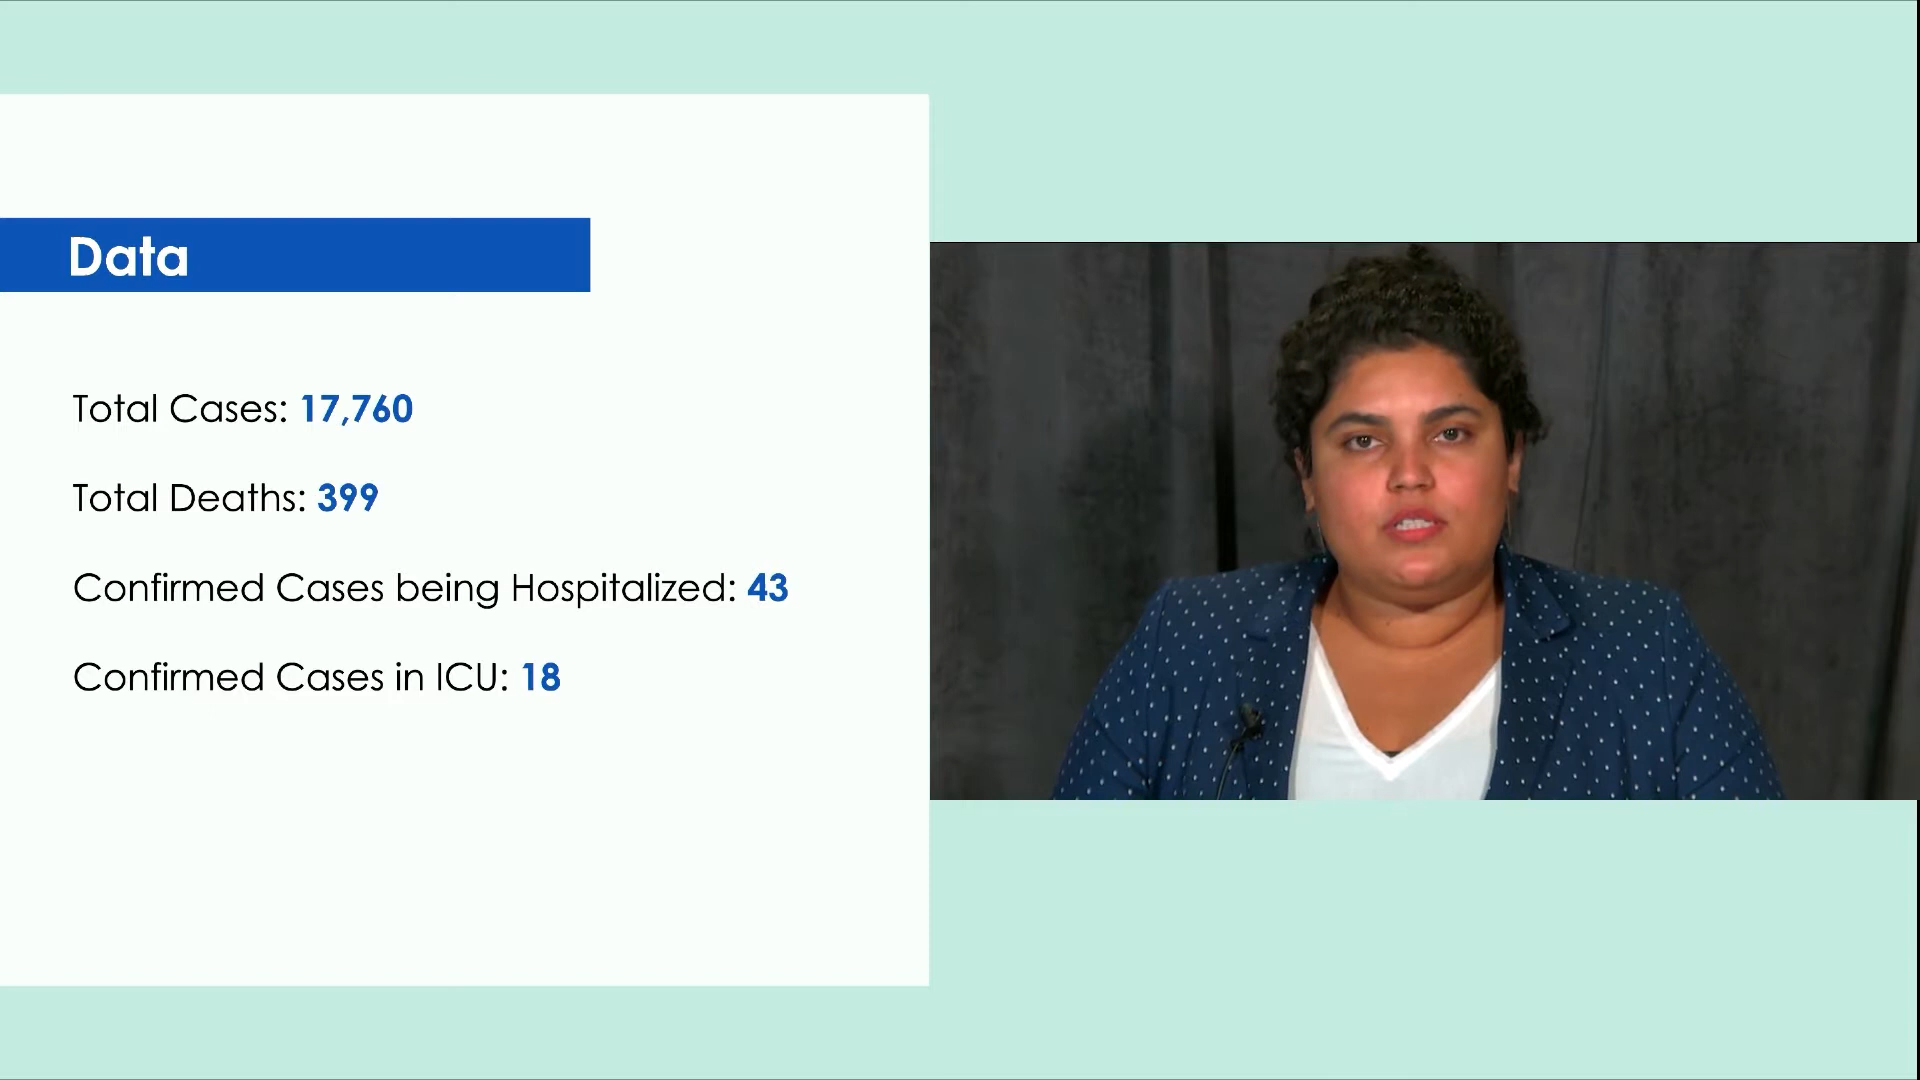 Data
Total Cases: 17,760
Total Deaths: 399
Confirmed Cases being Hospitalized: 43
Confirmed Cases in ICU: 18